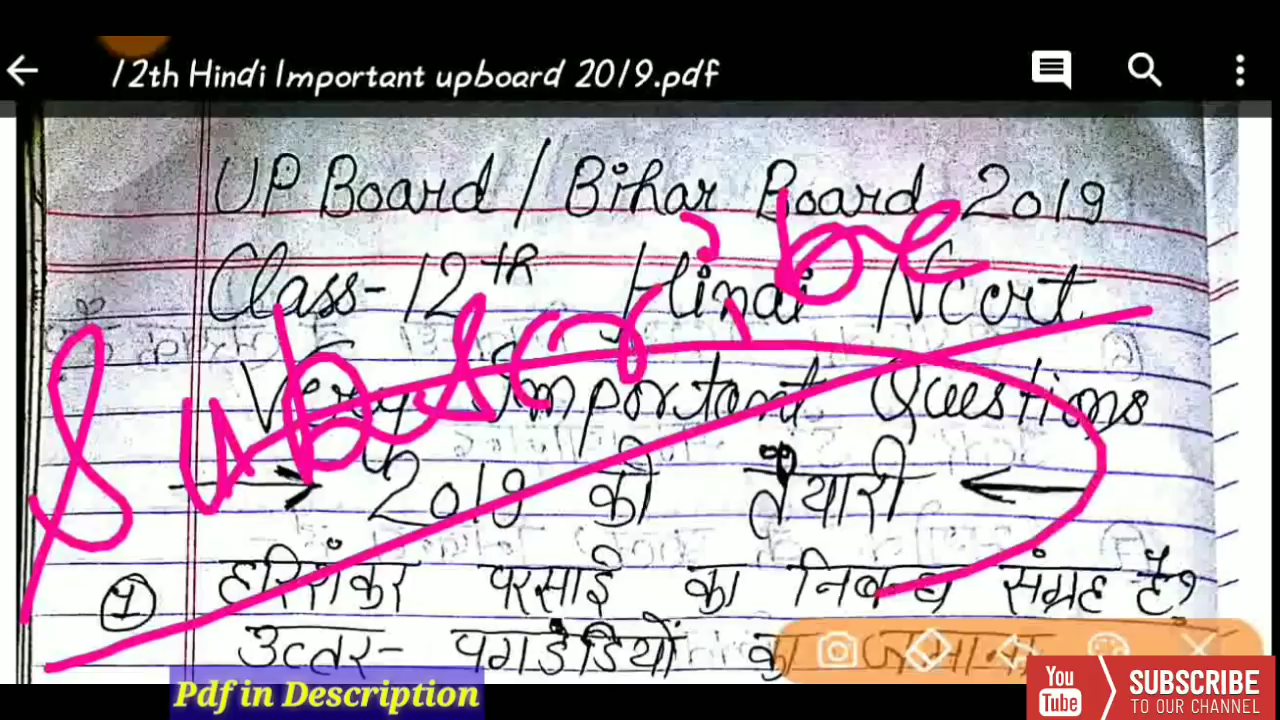 12th Hindi Important upboard 2019.pdf
UP Board / Bihar Board 2019
Class-12th Hindi Ncert
Very Important Questions
2019 की तैयारी
Subscribe
① हरिशंकर परसाई का निबन्ध संग्रह है?
उत्तर- पगडंडियों का जमाना
Pdf in Description
You Tube
SUBSCRIBE
TO OUR CHANNEL